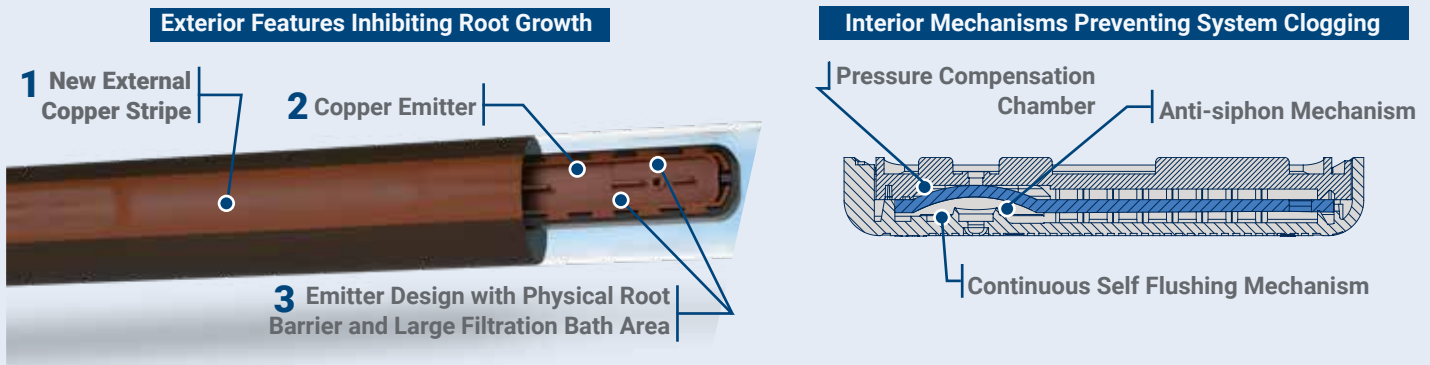 Exterior Features Inhibiting Root Growth
1 New External
Copper Stripe
2 Copper Emitter
3 Emitter Design with Physical Root
Barrier and Large Filtration Bath Area
Interior Mechanisms Preventing System Clogging
Pressure Compensation
Chamber
Anti-siphon Mechanism
Continuous Self Flushing Mechanism